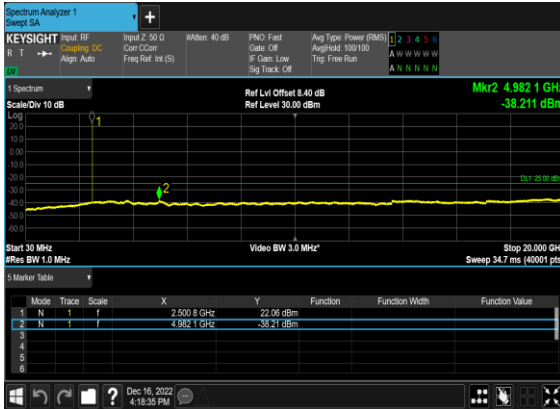 Spectrum Analyzer 1
Swept SA
+
KEYSIGHT Input: RF Input Z: 50 Ω #Atten: 40 dB PNO: Fast Avg Type: Power (RMS) 1 2 3 4 5 6
R T Coupling: DC Corr CCorr Gate: Off Avg|Hold: 100/100 A W W W W W
Align: Auto Freq Ref: Int (S) IF Gain: Low Trig: Free Run
Sig Track: Off A N N N N N
1 Spectrum
Scale/Div 10 dB
Ref Lvl Offset 8.40 dB
Ref Level 30.00 dBm
Mkr2 4.982 1 GHz
-38.211 dBm
Log
20.0
10.0
0.00
-10.0
-20.0
-30.0
-40.0
-50.0
-60.0
1
2
DL1 -25.00 dBm
Start 30 MHz Video BW 3.0 MHz* Stop 20.000 GHz
#Res BW 1.0 MHz Sweep 34.7 ms (40001 pts)
5 Marker Table
Mode Trace Scale X Y Function Function Width Function Value
1 N 1 f 2.500 8 GHz 22.06 dBm
2 N 1 f 4.982 1 GHz -38.21 dBm
3
4
5
6
? Dec 16, 2022
4:18:35 PM